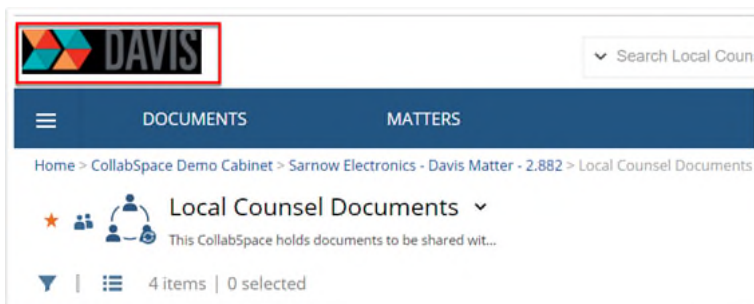 DAVIS
Search Local Coun
DOCUMENTS MATTERS
Home > CollabSpace Demo Cabinet > Sarnow Electronics - Davis Matter - 2.882 > Local Counsel Documents
Local Counsel Documents
This CollabSpace holds documents to be shared wit...
4 items | 0 selected